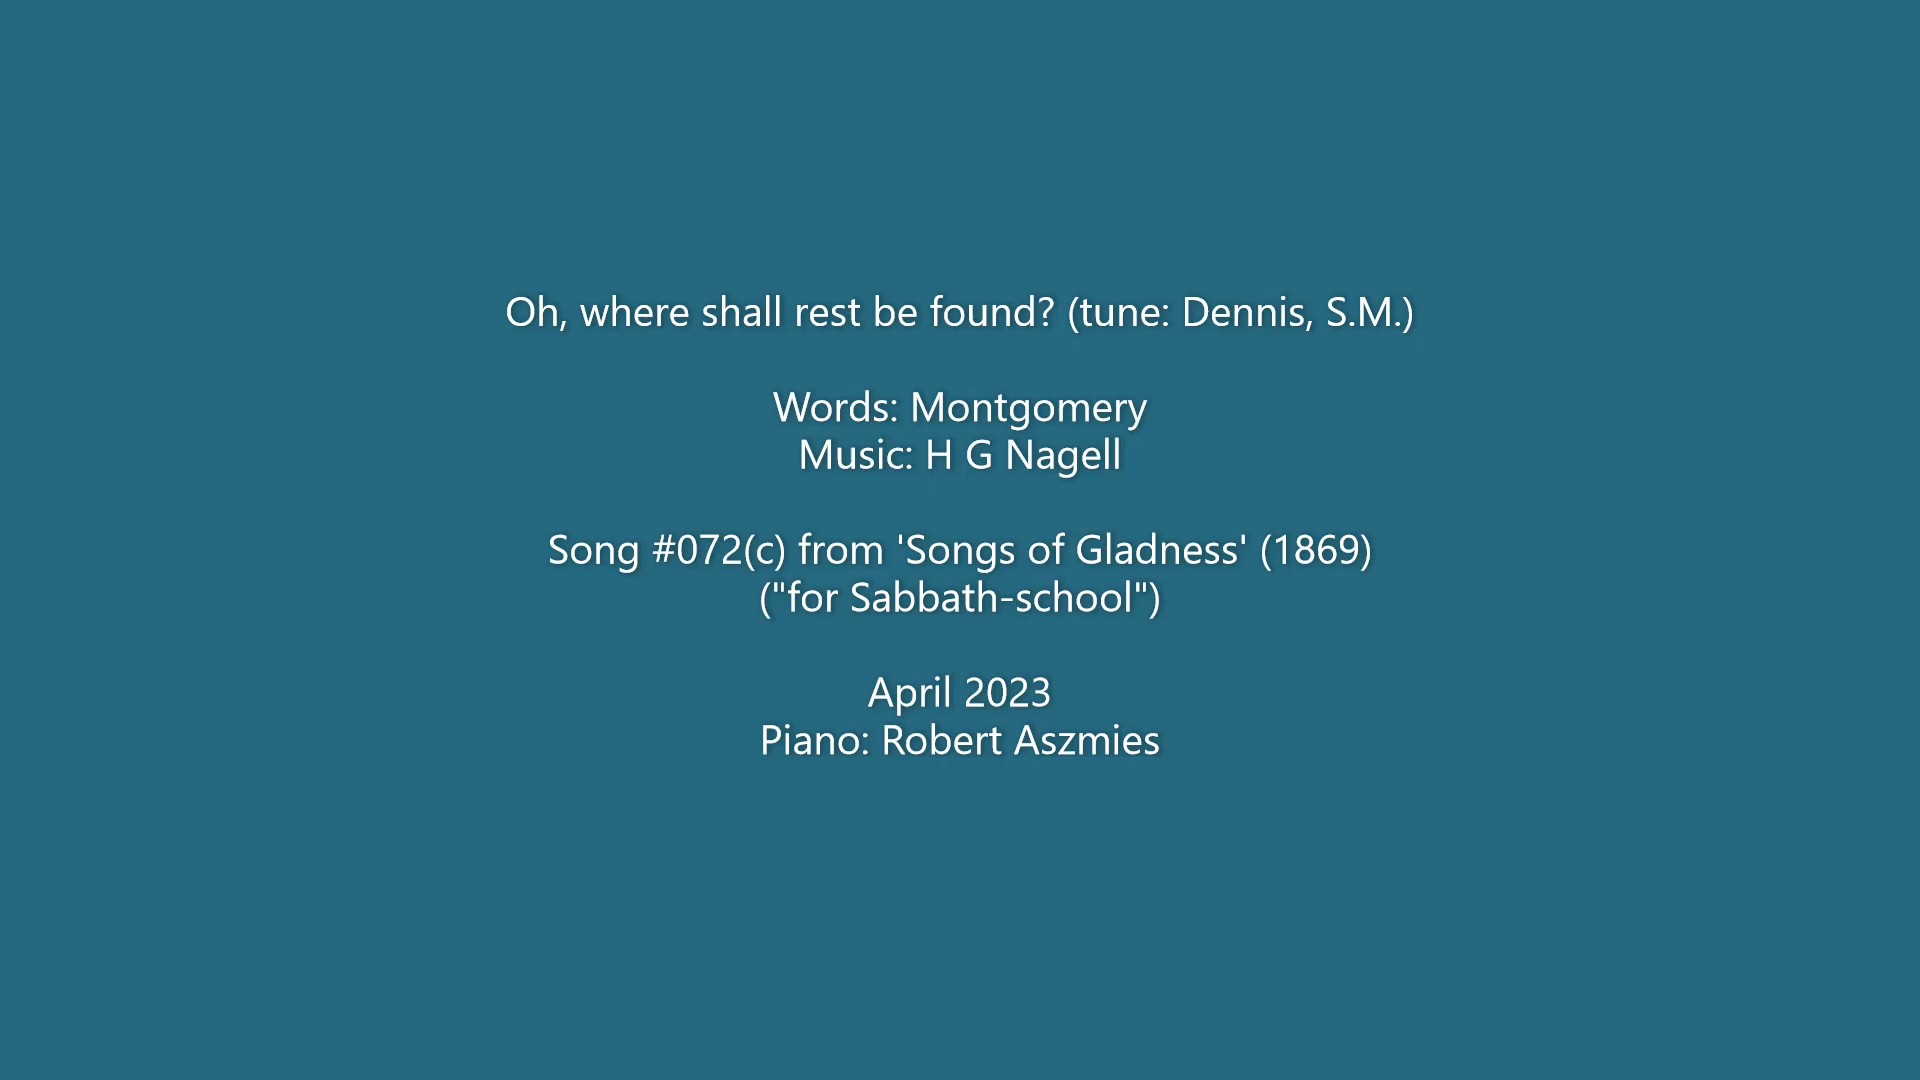 Oh, where shall rest be found? (tune: Dennis, S.M.)
Words: Montgomery
Music: H G Nagell
Song #072(c) from 'Songs of Gladness' (1869)
("for Sabbath-school")
April 2023
Piano: Robert Aszmies